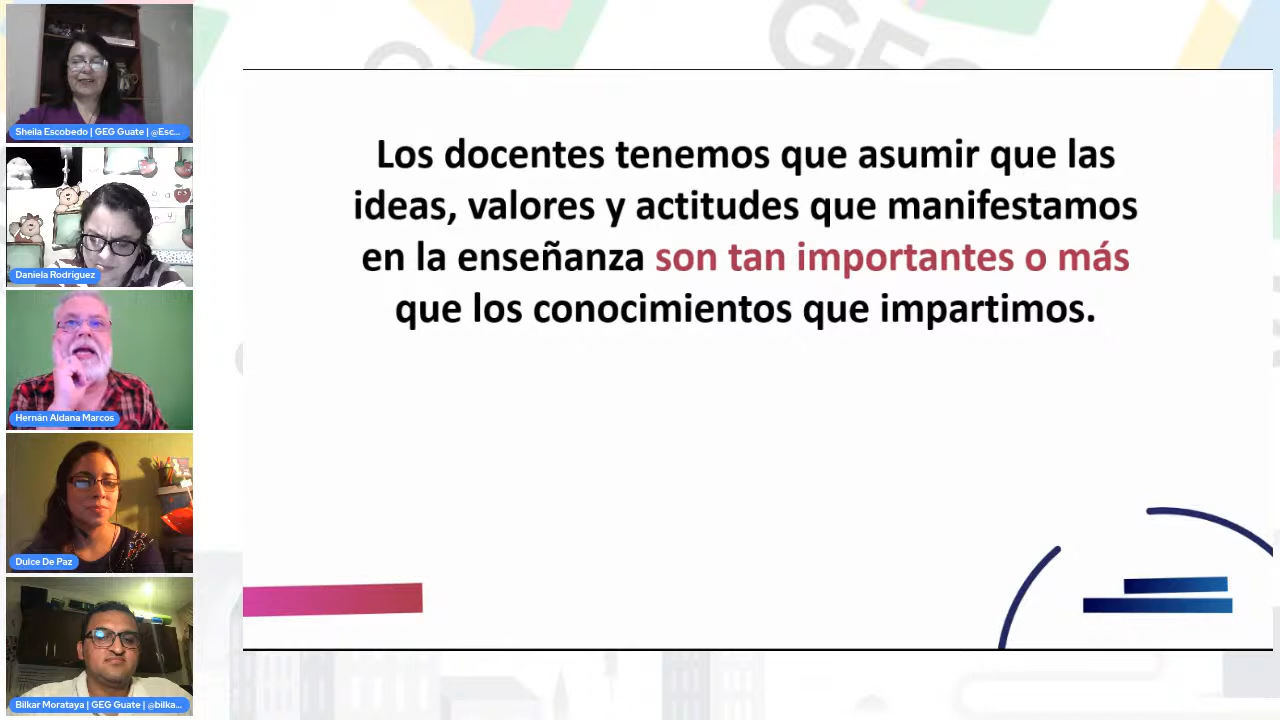 Sheila Escobedo | GEG Guate | @Esc...
Daniela Rodríguez
Hernán Aldana Marcos
Dulce De Paz
Bilkar Morataya | GEG Guate | @bilka...
GEG
Los docentes tenemos que asumir que las
ideas, valores y actitudes que manifestamos
en la enseñanza son tan importantes o más
que los conocimientos que impartimos.